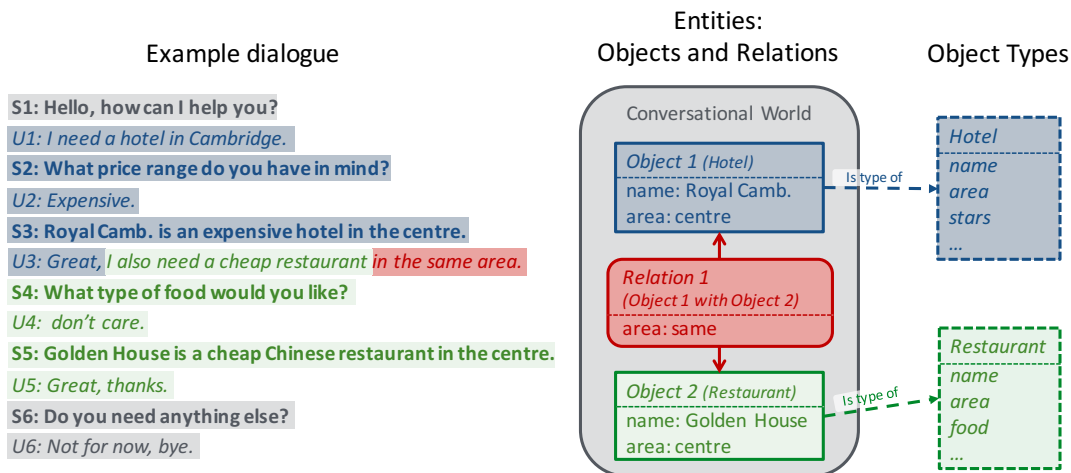 Example dialogue
S1: Hello, how can I help you?
U1: I need a hotel in Cambridge.
S2: What price range do you have in mind?
U2: Expensive.
S3: Royal Camb. is an expensive hotel in the centre.
U3: Great, I also need a cheap restaurant in the same area.
S4: What type of food would you like?
U4: don't care.
S5: Golden House is a cheap Chinese restaurant in the centre.
U5: Great, thanks.
S6: Do you need anything else?
U6: Not for now, bye.
Entities:
Objects and Relations
Conversational World
Object 1 (Hotel)
name: Royal Camb.
area: centre
Relation 1
(Object 1 with Object 2)
area: same
Object 2 (Restaurant)
name: Golden House
area: centre
Is type of
Is type of
Object Types
Hotel
name
area
stars
...
Restaurant
name
area
food
...